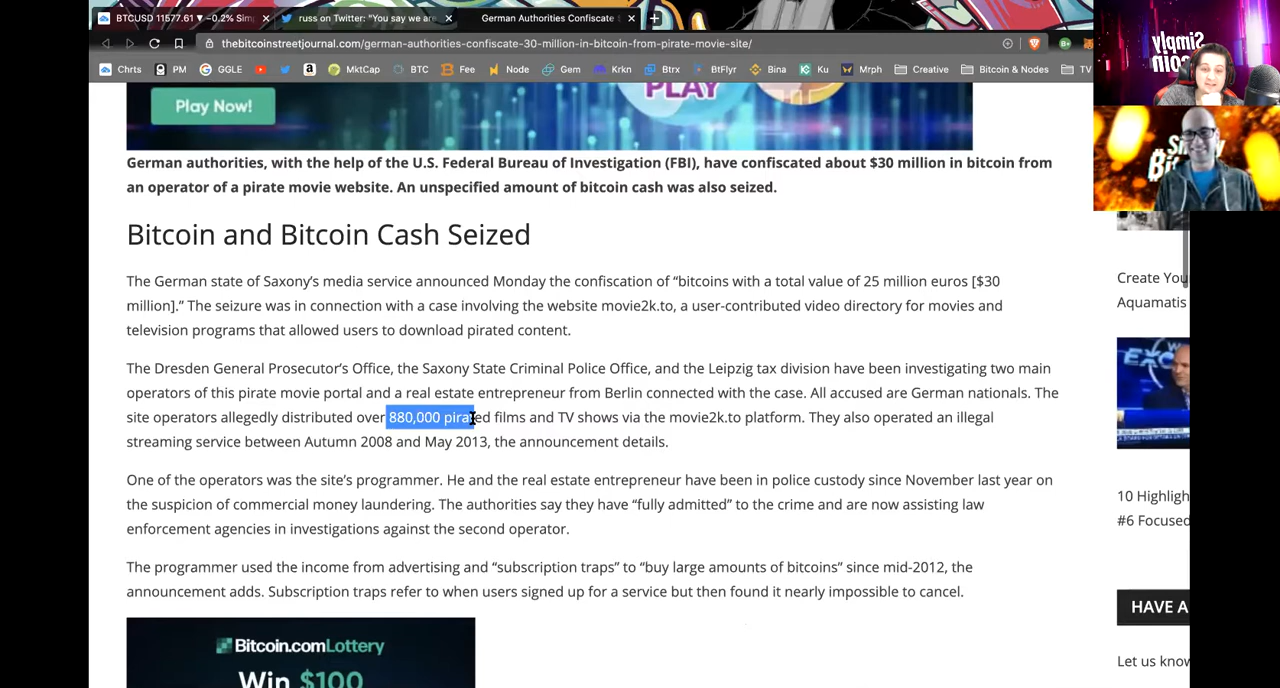 BTCUSD 11577.61 ▼ −0.2% Sim
russ on Twitter: "You say we are
German Authorities Confiscate
thebitcoinstreetjournal.com/german-authorities-confiscate-30-million-in-bitcoin-from-pirate-movie-site/
Chrts PM GGLE MktCap BTC Fee Node Gem Krkn Btrx BtFlyr Bina Ku Mrph Creative Bitcoin & Nodes TV
PLAY
Play Now!
German authorities, with the help of the U.S. Federal Bureau of Investigation (FBI), have confiscated about $30 million in bitcoin from
an operator of a pirate movie website. An unspecified amount of bitcoin cash was also seized.
Bitcoin and Bitcoin Cash Seized
The German state of Saxony's media service announced Monday the confiscation of “bitcoins with a total value of 25 million euros [$30
million].” The seizure was in connection with a case involving the website movie2k.to, a user-contributed video directory for movies and
television programs that allowed users to download pirated content.
The Dresden General Prosecutor's Office, the Saxony State Criminal Police Office, and the Leipzig tax division have been investigating two main
operators of this pirate movie portal and a real estate entrepreneur from Berlin connected with the case. All accused are German nationals. The
site operators allegedly distributed over 880,000 pirated films and TV shows via the movie2k.to platform. They also operated an illegal
streaming service between Autumn 2008 and May 2013, the announcement details.
One of the operators was the site's programmer. He and the real estate entrepreneur have been in police custody since November last year on
the suspicion of commercial money laundering. The authorities say they have “fully admitted” to the crime and are now assisting law
enforcement agencies in investigations against the second operator.
The programmer used the income from advertising and “subscription traps” to “buy large amounts of bitcoins” since mid-2012, the
announcement adds. Subscription traps refer to when users signed up for a service but then found it nearly impossible to cancel.
Bitcoin.comLottery
Win $100
Simply
Create You
Aquamatis
EXC
10 Highligh
#6 Focused
HAVE A
Let us know